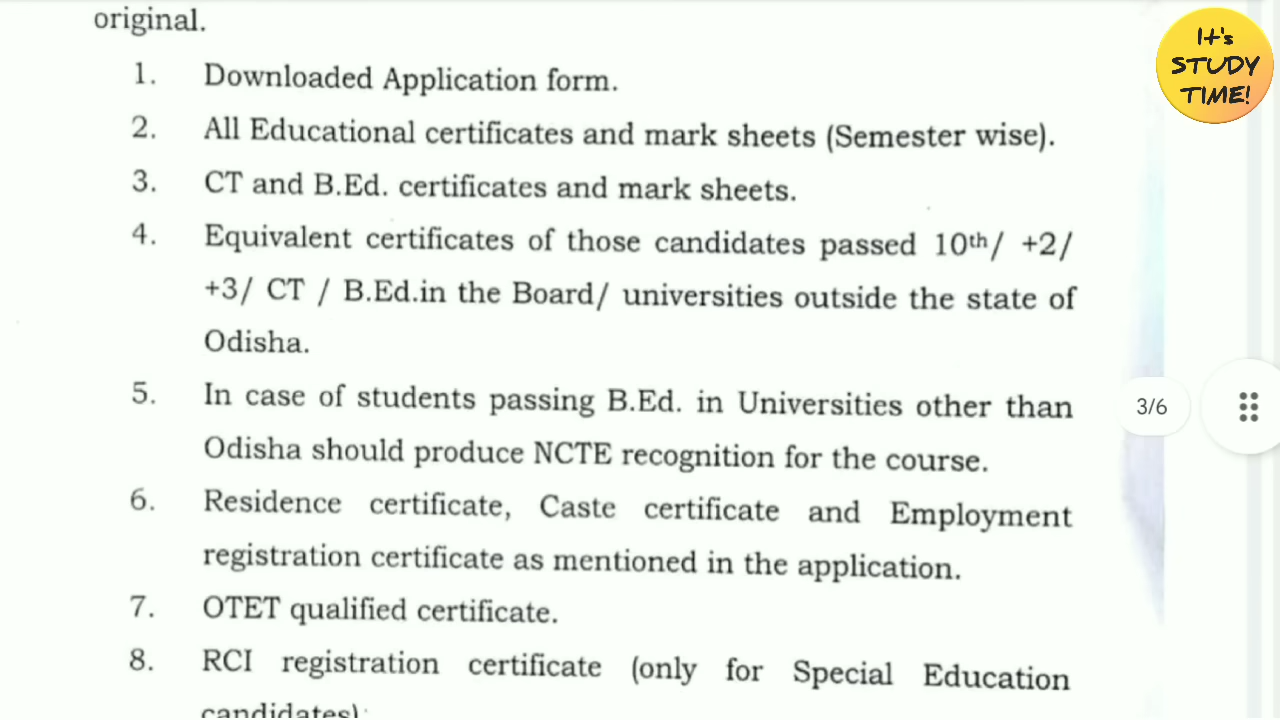 original.
1. Downloaded Application form.
2. All Educational certificates and mark sheets (Semester wise).
3. CT and B.Ed. certificates and mark sheets.
4. Equivalent certificates of those candidates passed 10th/ +2/
+3/ CT / B.Ed.in the Board/ universities outside the state of
Odisha.
5. In case of students passing B.Ed. in Universities other than
Odisha should produce NCTE recognition for the course.
6. Residence certificate, Caste certificate and Employment
registration certificate as mentioned in the application.
7. OTET qualified certificate.
8. RCI registration certificate (only for Special Education
candidates)
It's
STUDY
TIME!
3/6